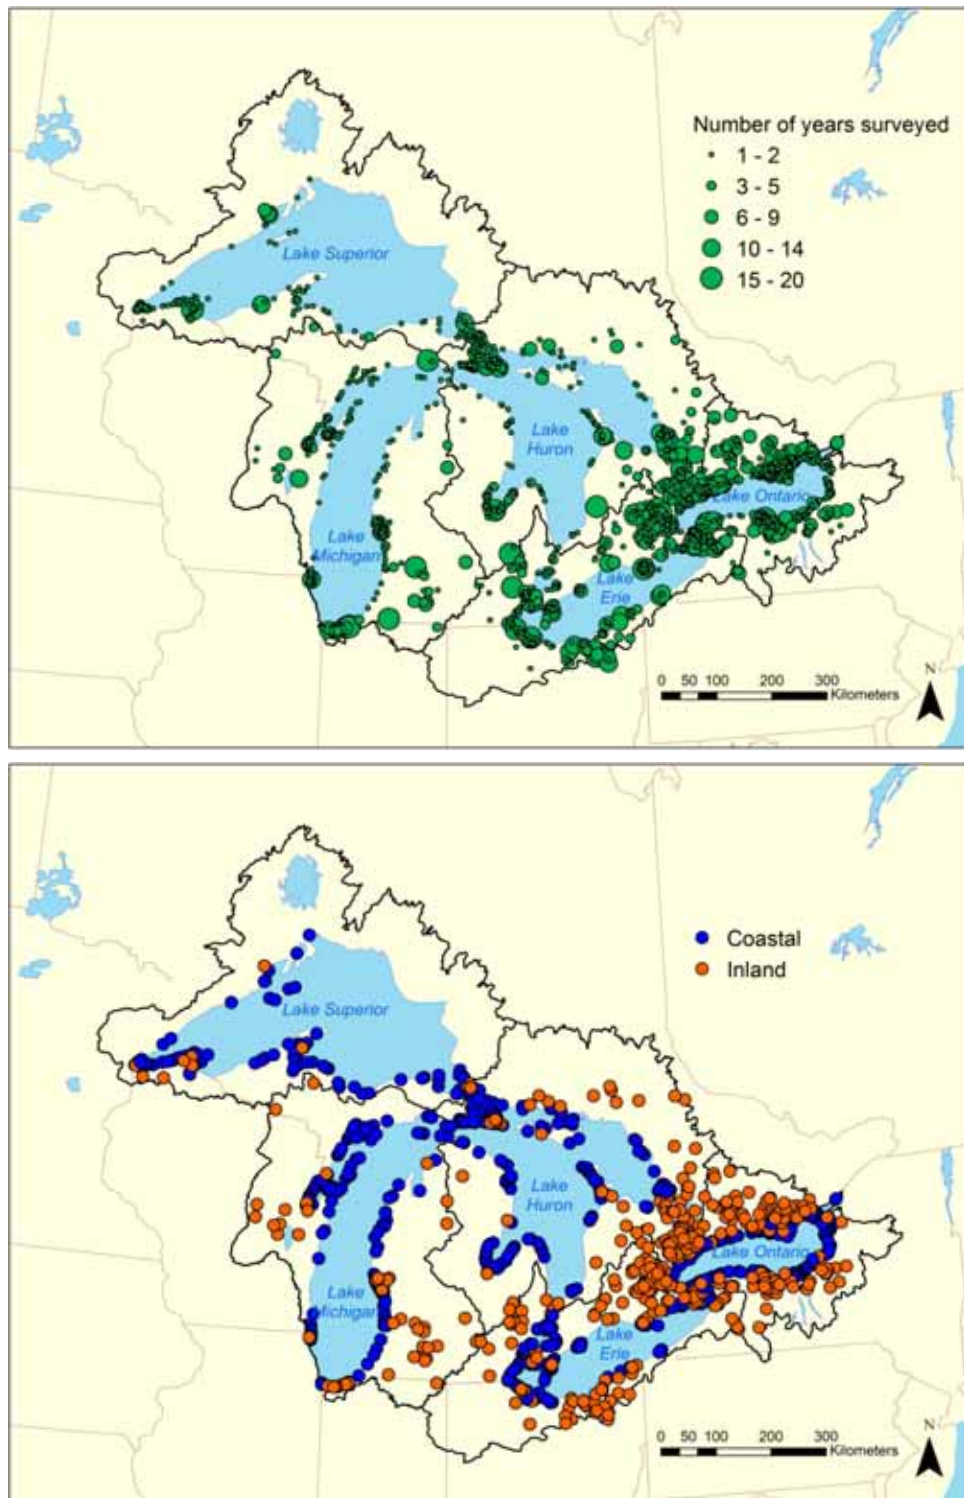 Number of years surveyed
1 - 2
3 - 5
6 - 9
10 - 14
15 - 20
Lake Superior
Lake
Huron
Lake Ontario
Lake
Michigan
Lake
Erie
N
0 50 100 200 300
Kilometers
Coastal
Inland
Lake Superior
Lake
Huron
Lake Ontario
Lake
Michigan
Lake
Erie
N
0 50 100 200 300
Kilometers